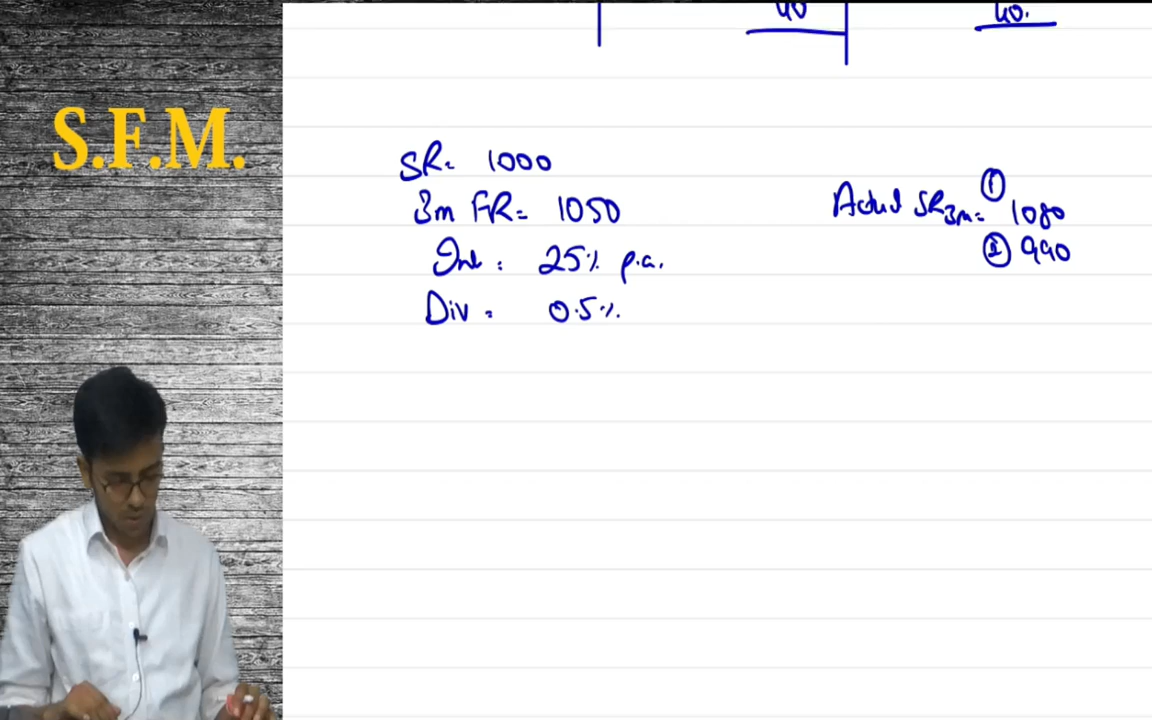 40
40.
S.F.M.
SR= 1000
3m FR= 1050
Int = 25% p.a.
Div = 0.5%
Actual SR3m= ① 1080
② 990